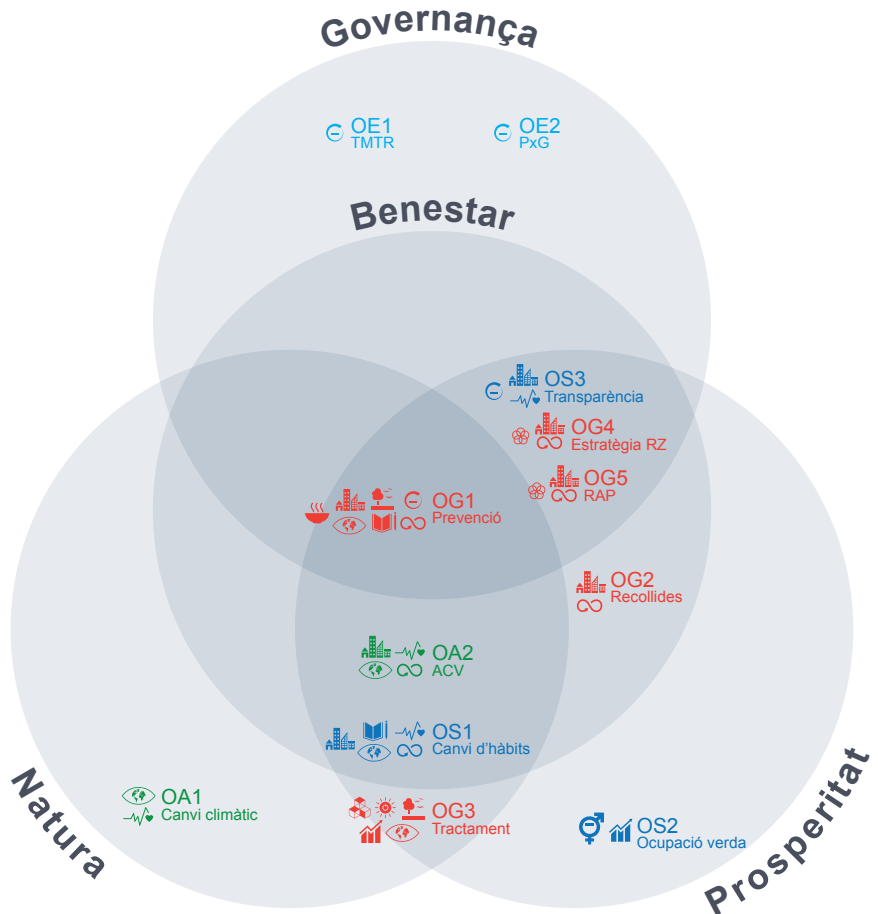 Governança
OE1
TMTR
OE2
PxG
Benestar
OS3
Transparència
OG4
Estratègia RZ
OG5
RAP
OG1
Prevenció
OG2
Recollides
OA2
ACV
OS1
Canvi d'hàbits
Natura
OA1
Canvi climàtic
OG3
Tractament
OS2
Ocupació verda
Prosperitat